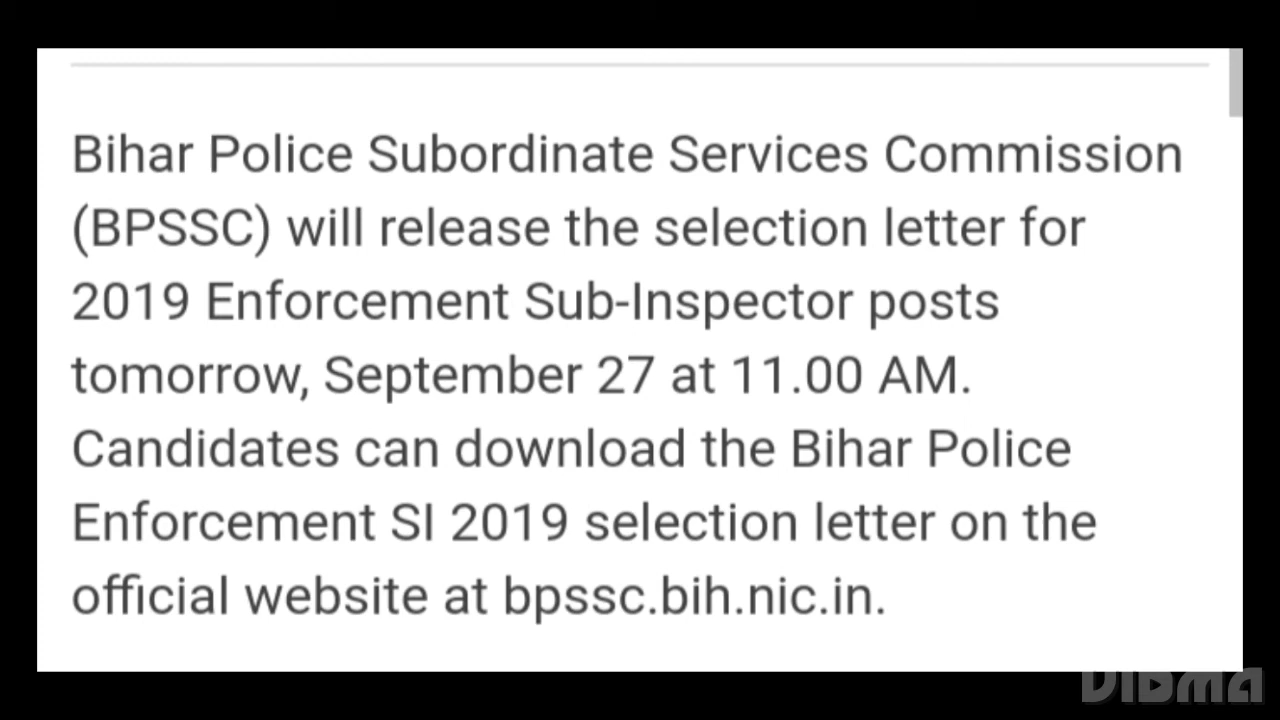 Bihar Police Subordinate Services Commission
(BPSSC) will release the selection letter for
2019 Enforcement Sub-Inspector posts
tomorrow, September 27 at 11.00 AM.
Candidates can download the Bihar Police
Enforcement SI 2019 selection letter on the
official website at bpssc.bih.nic.in.